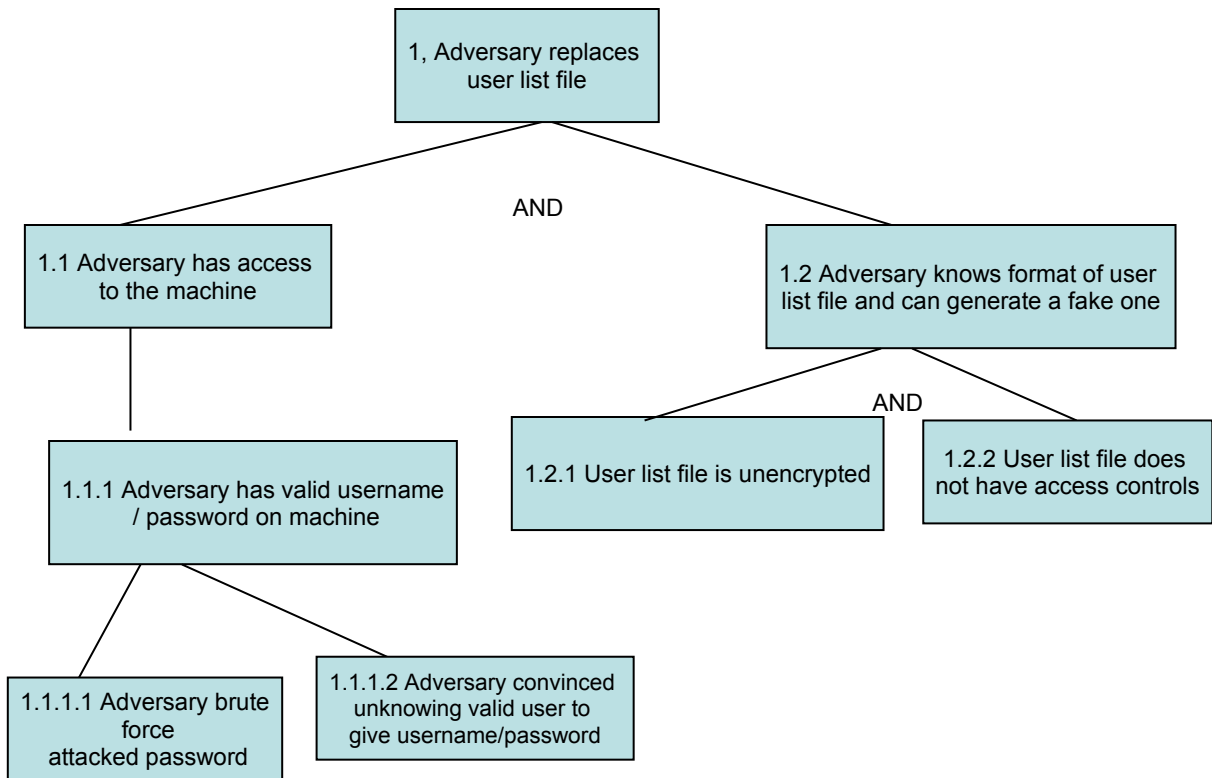 1, Adversary replaces
user list file
AND
1.1 Adversary has access
to the machine
1.2 Adversary knows format of user
list file and can generate a fake one
AND
1.2.1 User list file is unencrypted
1.2.2 User list file does
not have access controls
1.1.1 Adversary has valid username
/ password on machine
1.1.1.1 Adversary brute
force
attacked password
1.1.1.2 Adversary convinced
unknowing valid user to
give username/password